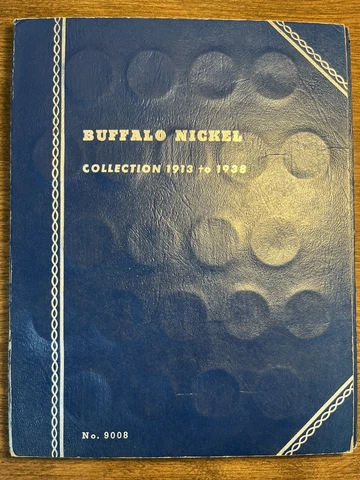 BUFFALO NICKEL
COLLECTION 1913 to 1938
No. 9008